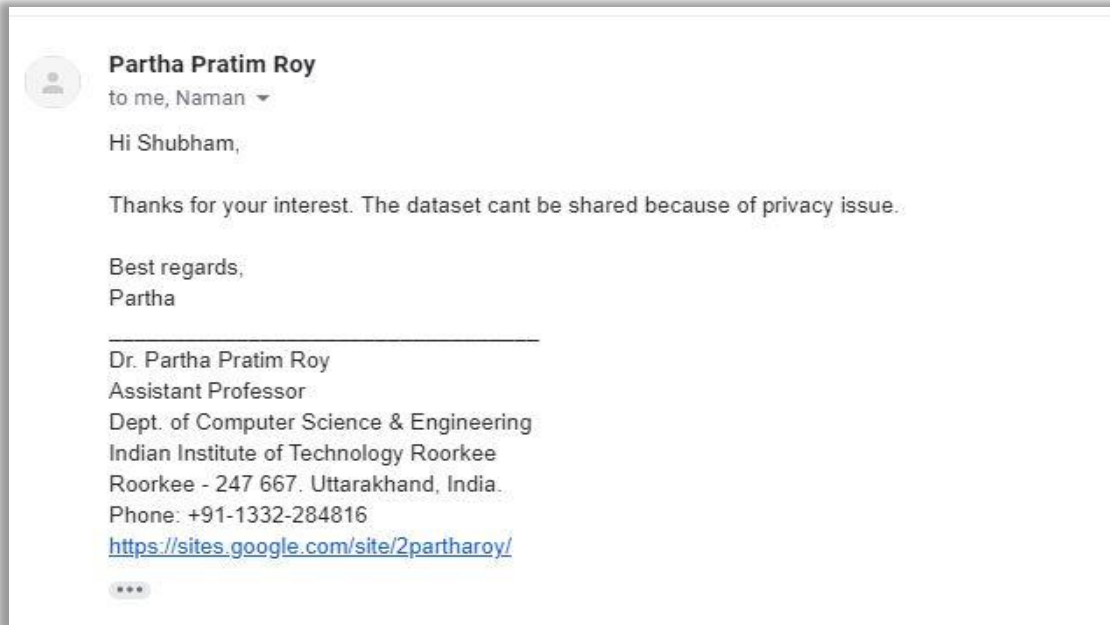 Partha Pratim Roy
to me, Naman
Hi Shubham,
Thanks for your interest. The dataset cant be shared because of privacy issue.
Best regards,
Partha
Dr. Partha Pratim Roy
Assistant Professor
Dept. of Computer Science & Engineering
Indian Institute of Technology Roorkee
Roorkee - 247 667. Uttarakhand, India.
Phone: +91-1332-284816
https://sites.google.com/site/2partharoy/